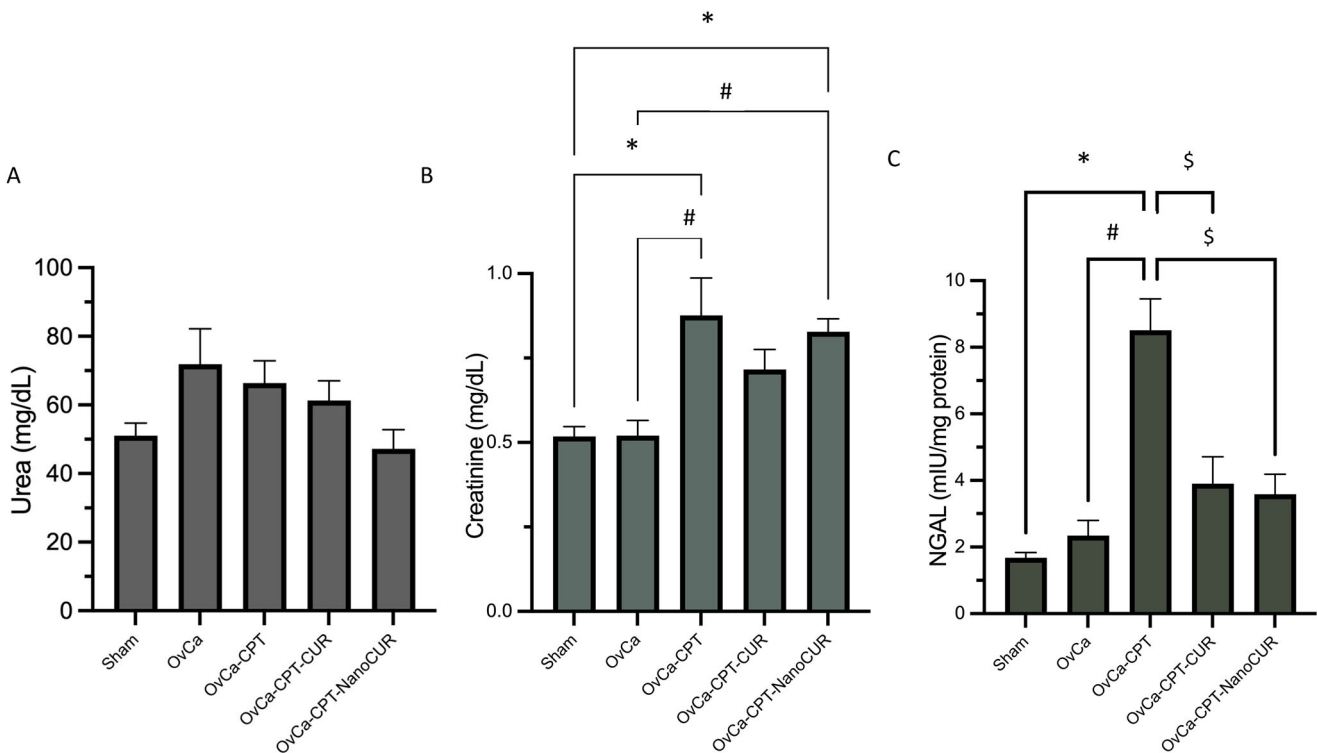 A
Urea (mg/dL)
100
80
60
40
20
0
Sham
OvCa
OvCa-CPT
OvCa-CPT-CUR
OvCa-CPT-NanoCUR
B
*
#
*
#
Creatinine (mg/dL)
1.0
0.5
0.0
Sham
OvCa
OvCa-CPT
OvCa-CPT-CUR
OvCa-CPT-NanoCUR
C
* $
# $
NGAL (mIU/mg protein)
10
8
6
4
2
0
Sham
OvCa
OvCa-CPT
OvCa-CPT-CUR
OvCa-CPT-NanoCUR